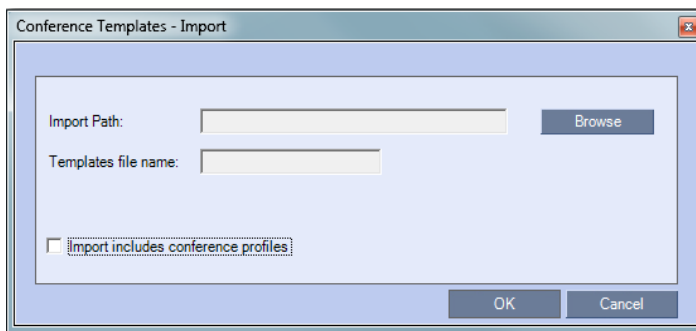 Conference Templates - Import
Import Path:
Browse
Templates file name:
Import includes conference profiles
OK
Cancel